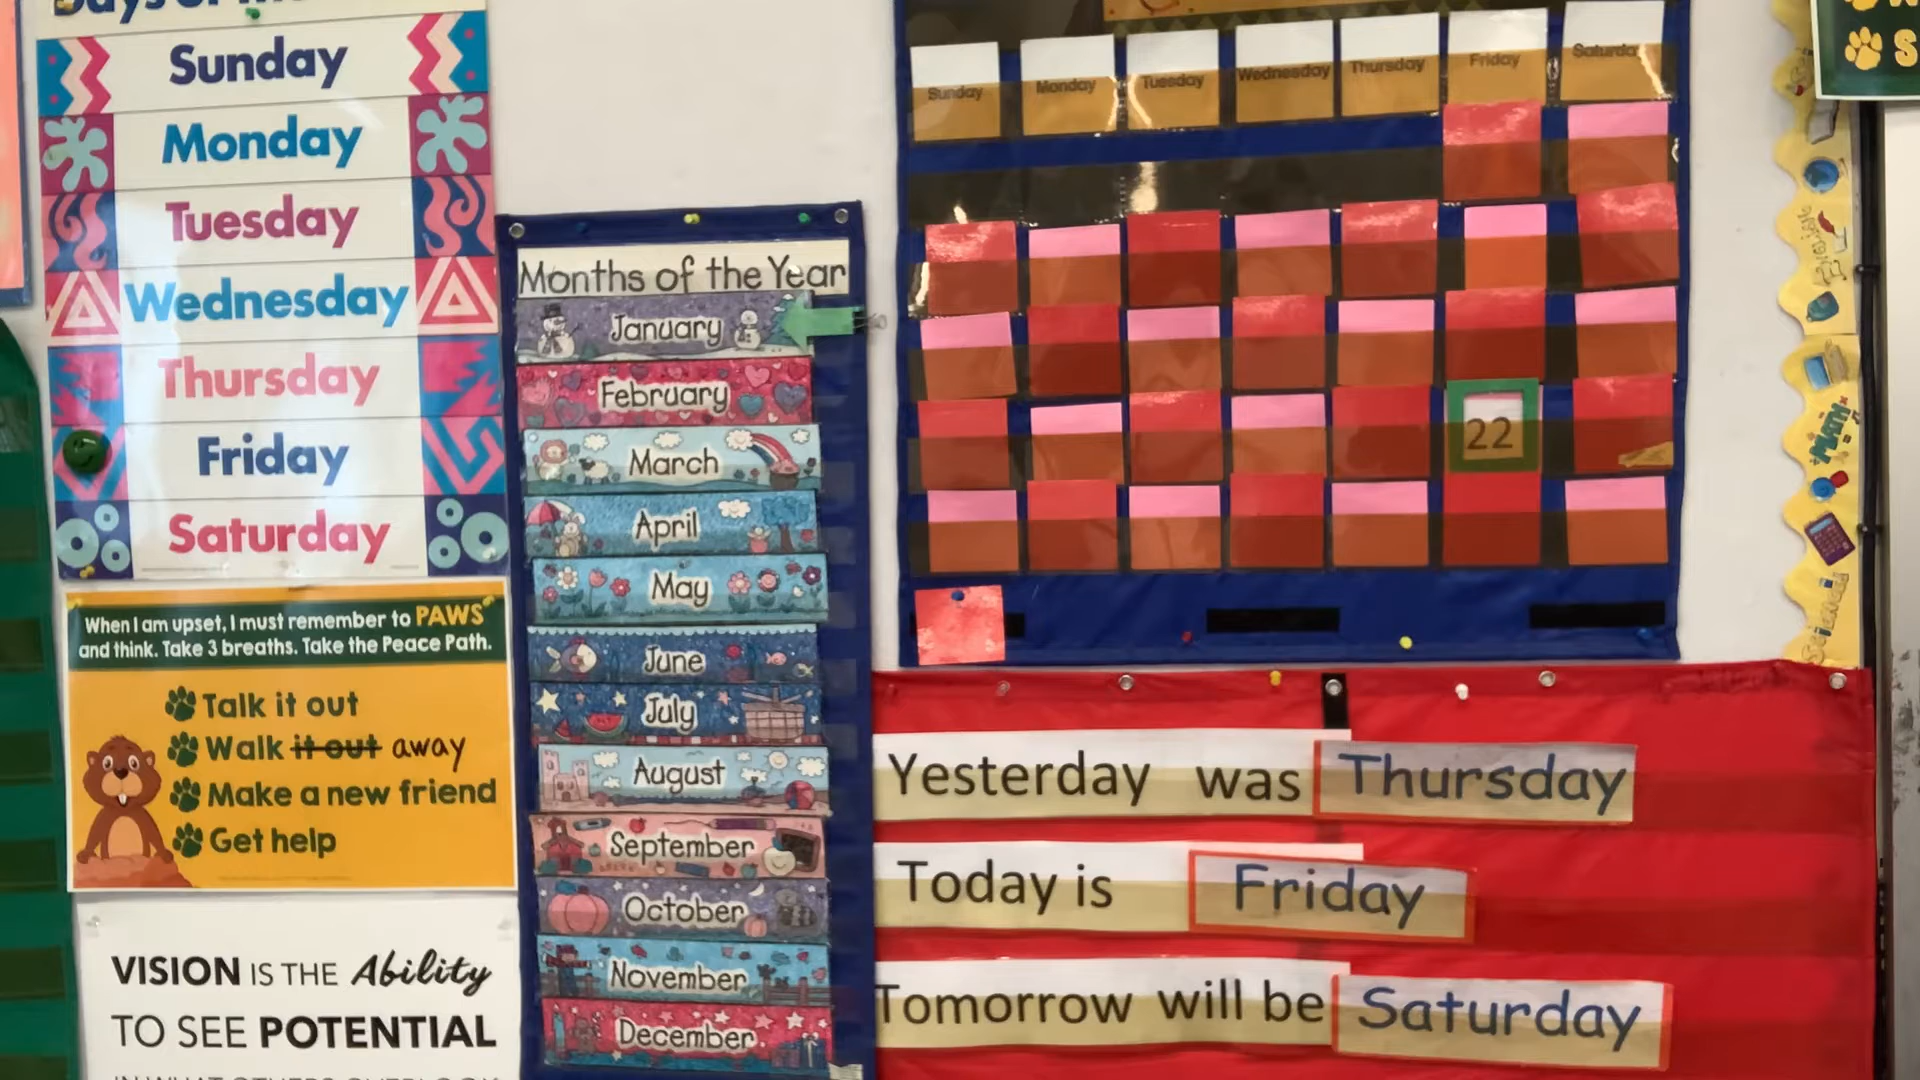 Sunday
Monday
Tuesday
Wednesday
Thursday
Friday
Saturday
When I am upset, I must remember to PAWS
and think. Take 3 breaths. Take the Peace Path.
Talk it out
Walk it out away
Make a new friend
Get help
VISION IS THE Ability
TO SEE POTENTIAL
Months of the Year
January
February
March
April
May
June
July
August
September
October
November
December
Sunday Monday Tuesday Wednesday Thursday Friday Saturday
22
Yesterday was Thursday
Today is Friday
Tomorrow will be Saturday
Science